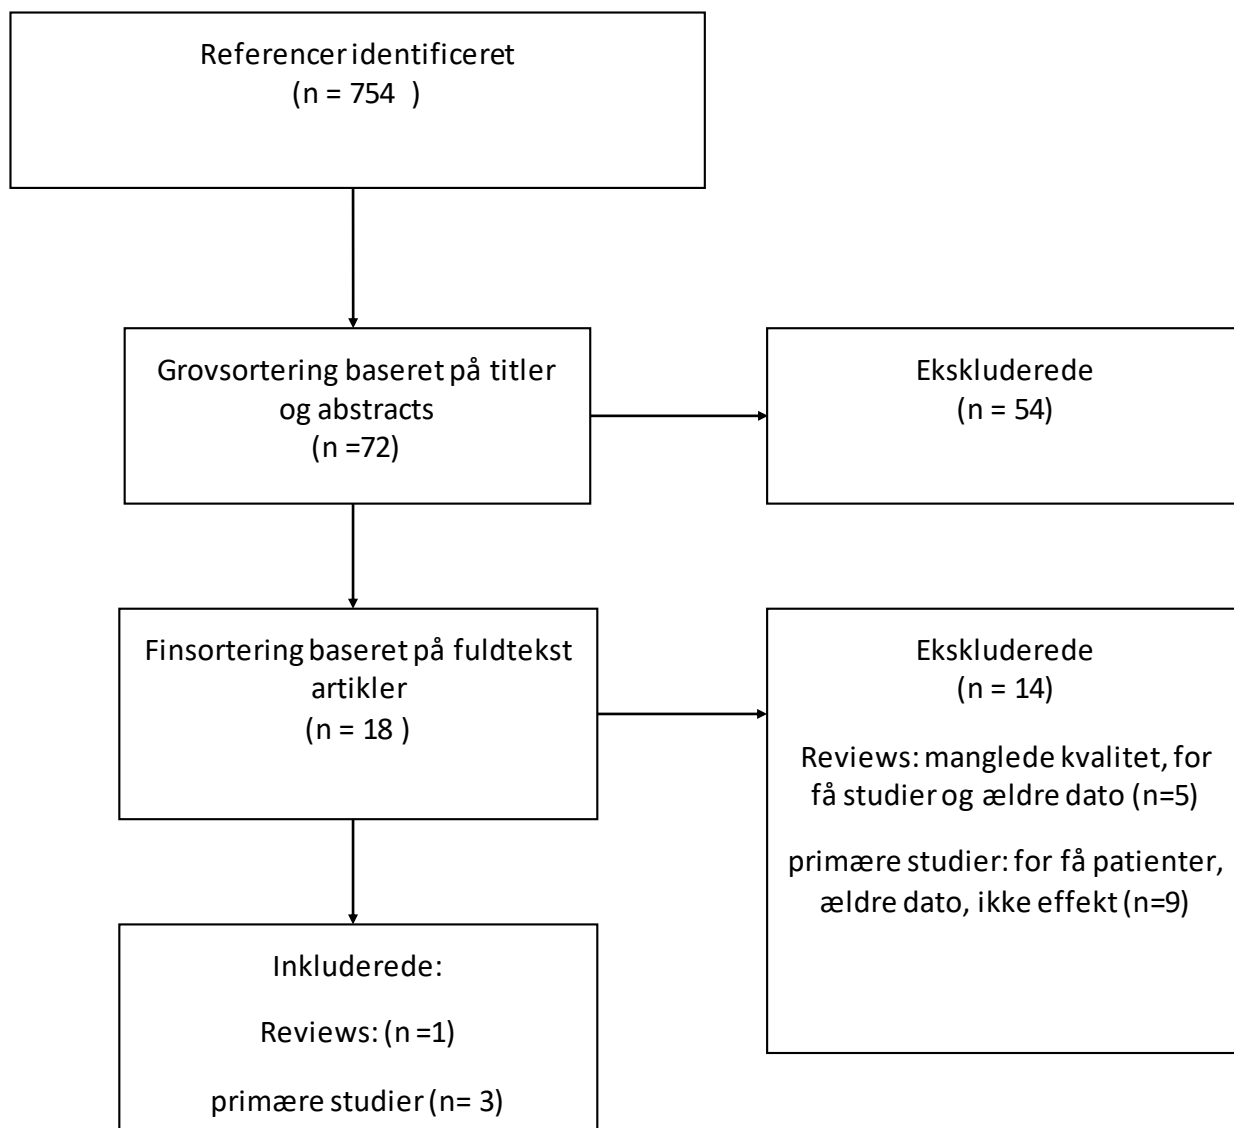 Referencer identificeret
(n = 754 )
Grovsortering baseret på titler
og abstracts
(n =72)
Ekskluderede
(n = 54)
Finsortering baseret på fuldtekst
artikler
(n = 18 )
Ekskluderede
(n = 14)
Reviews: manglede kvalitet, for
få studier og ældre dato (n=5)
primære studier: for få patienter,
ældre dato, ikke effekt (n=9)
Inkluderede:
Reviews: (n =1)
primære studier (n= 3)